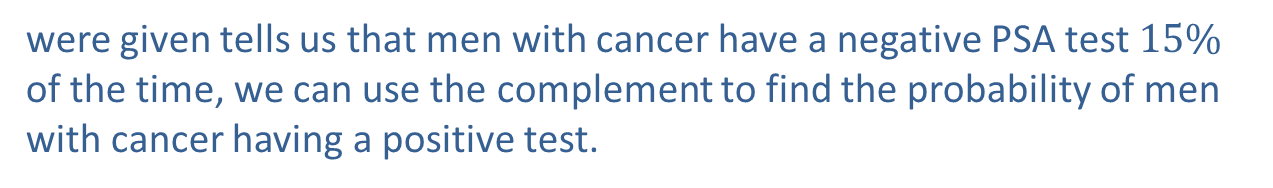 were given tells us that men with cancer have a negative PSA test 15%
of the time, we can use the complement to find the probability of men
with cancer having a positive test.